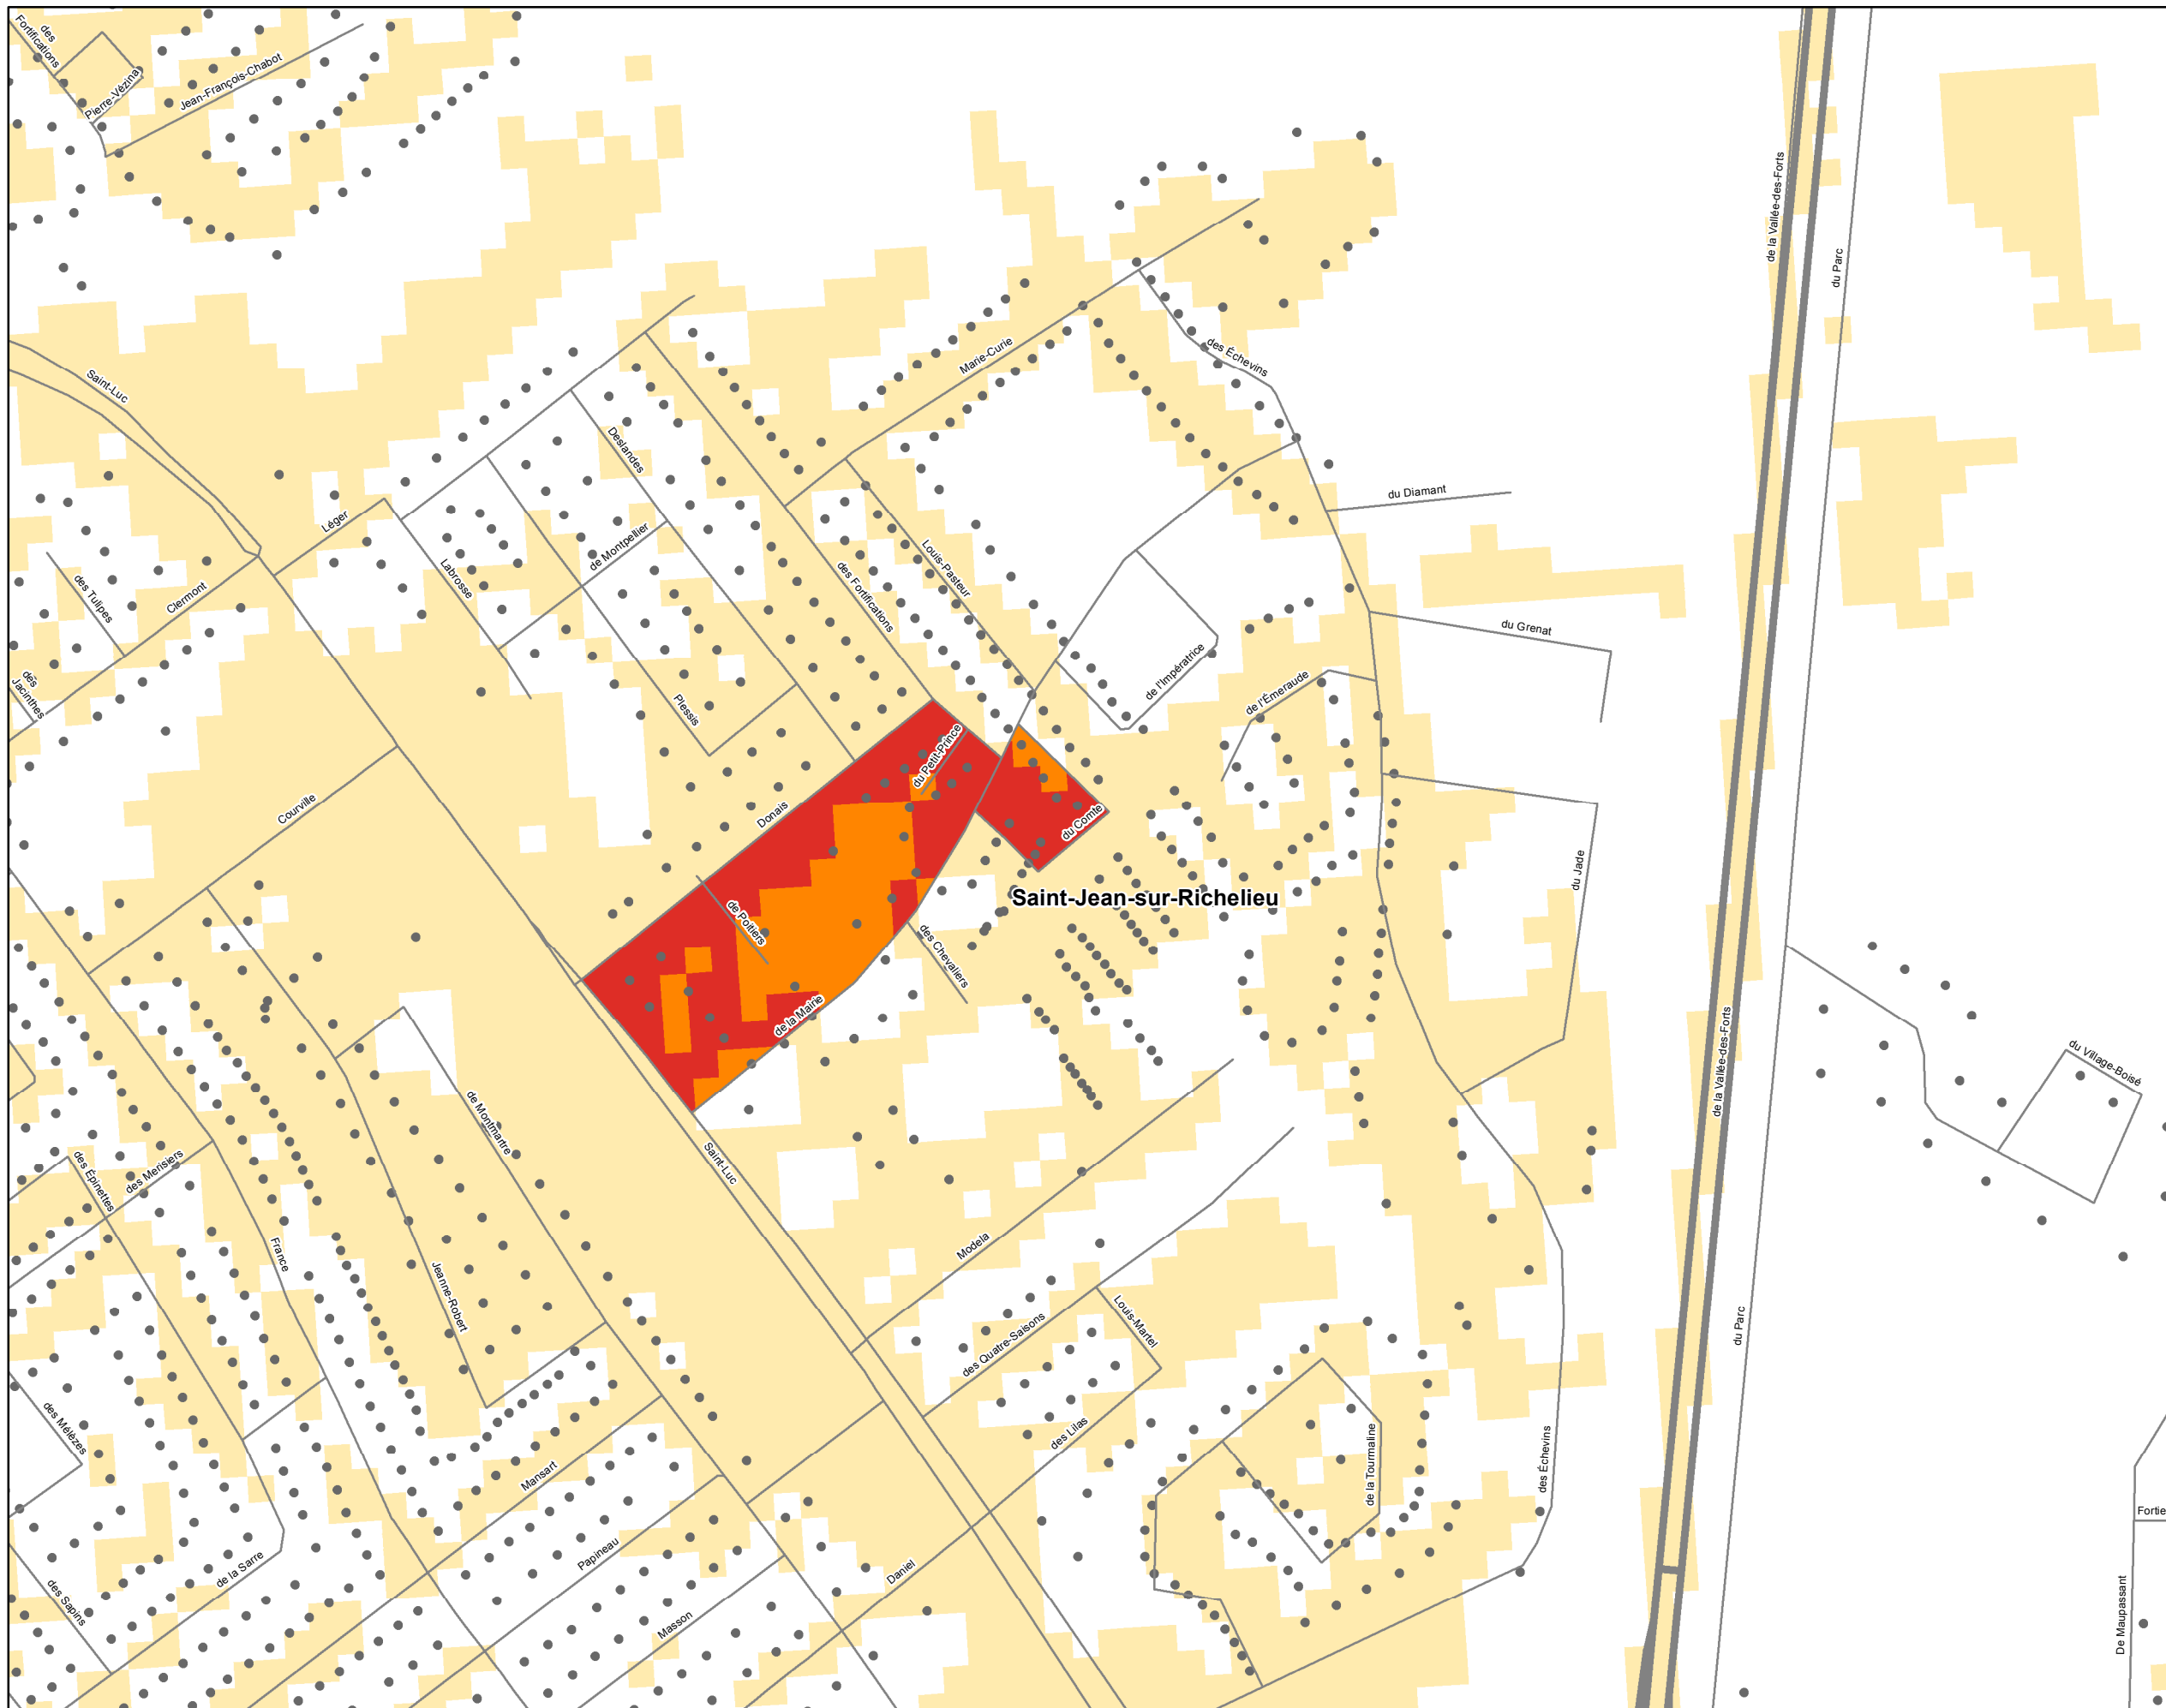 des
Fortifications
Pierre-Vézina
Jean-François-Chabot
de la Vallée-des-Forts
du Parc
Saint-Luc
Marie-Curie
des Échevins
Deslandes
du Diamant
Léger
de Montpellier
Labrosse
Louis-Pasteur
des Fortifications
des Tulipes
Clermont
du Grenat
des
Jacinthes
Plessis
de l'Impératrice
de l'Émeraude
du Petit-Prince
Donais
Courville
du Comte
du Jade
Saint-Jean-sur-Richelieu
de Poitiers
des Chevaliers
de la Mairie
de la Vallée-des-Forts
du Village-Boisé
de Montmartre
des Épinettes
des Merisiers
Saint-Luc
France
Modela
Jeanne-Robert
Louis-Martel
des Quatre-Saisons
du Parc
des Mélèzes
des Lilas
de la Tourmaline
des Échevins
Mansart
Fortie
Papineau
de la Sarre
Daniel
des Sapins
Masson
De Maupassant